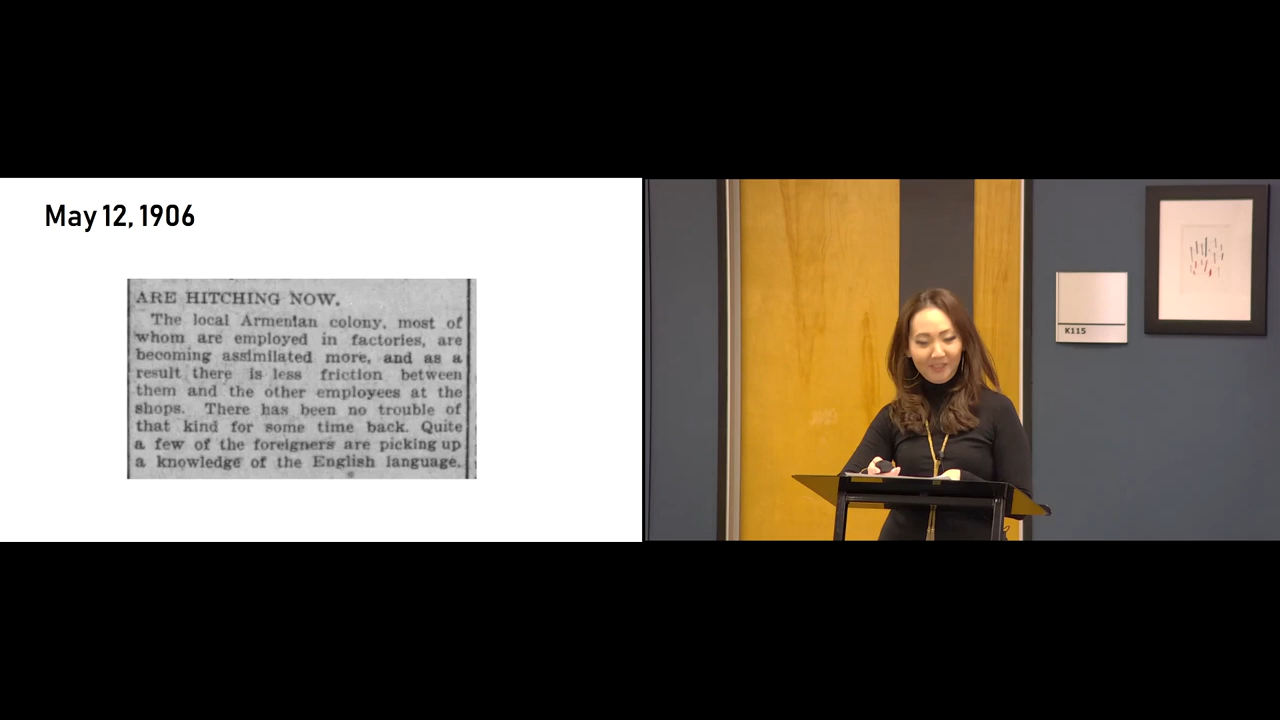 May 12, 1906
ARE HITCHING NOW.
The local Armenian colony, most of
whom are employed in factories, are
becoming assimilated more, and as a
result there is less friction between
them and the other employees at the
shops. There has been no trouble of
that kind for some time back. Quite
a few of the foreigners are picking up
a knowledge of the English language.
K115